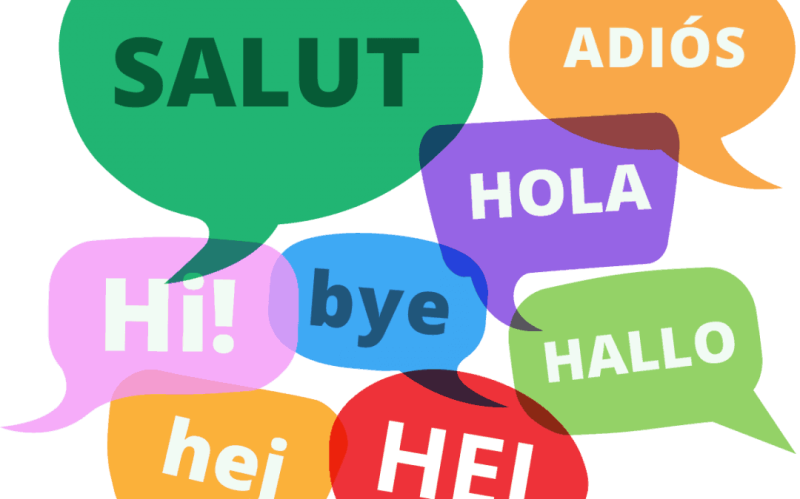 SALUT
ADIÓS
HOLA
Hi!
bye
HALLO
hej
HEJ